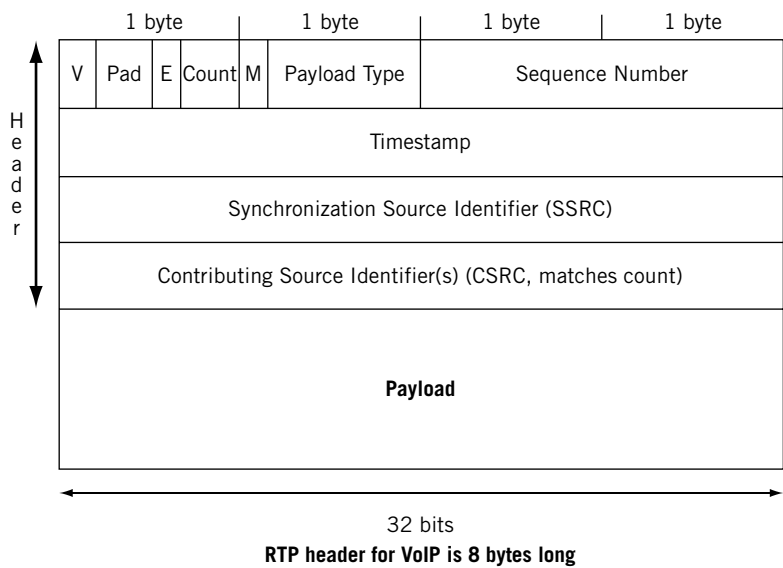 1 byte 1 byte 1 byte 1 byte
V Pad E Count M Payload Type Sequence Number
Header
Timestamp
Synchronization Source Identifier (SSRC)
Contributing Source Identifier(s) (CSRC, matches count)
Payload
32 bits
RTP header for VoIP is 8 bytes long